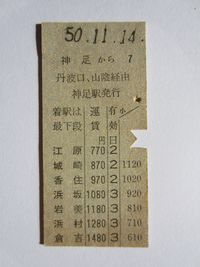 50.11.14.
神足から 7
丹波口、山陰経由
神足駅発行
着駅は 運 有 小
最下段 賃 効
円 日
江原 770 2
城崎 870 2 1120
香住 970 2 1020
浜坂 1080 3 920
岩美 1180 3 810
浜村 1280 3 710
倉吉 1480 3 610